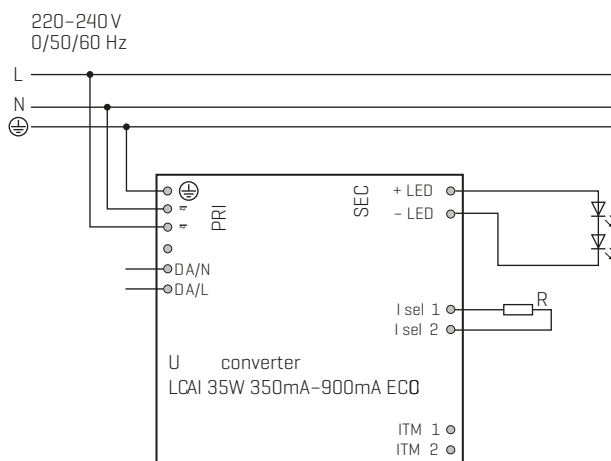 220–240 V
0/50/60 Hz
L
N
PRI
SEC
+ LED
– LED
DA/N
DA/L
I sel 1
I sel 2
R
U converter
LCAI 35W 350mA–900mA ECO
ITM 1
ITM 2